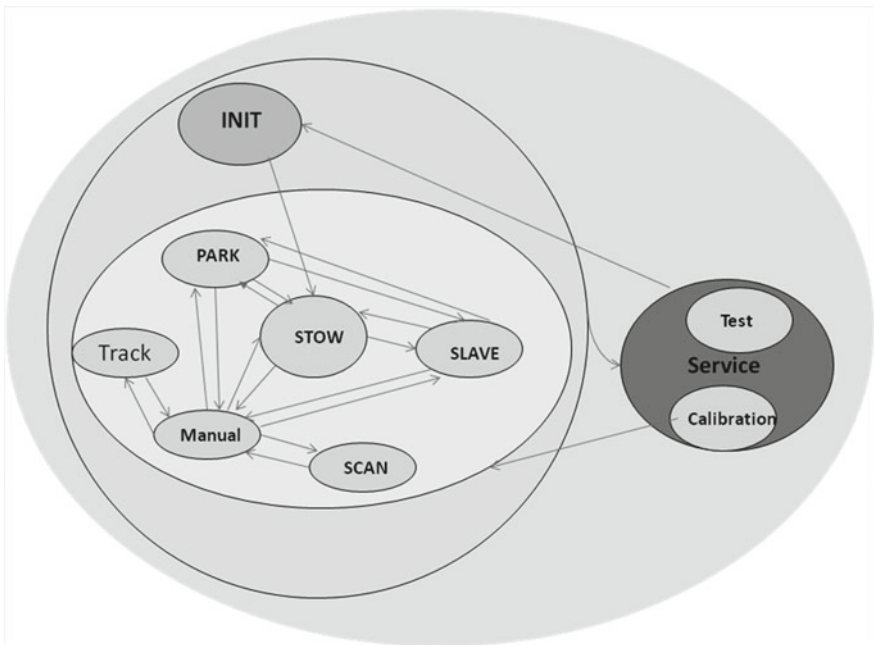 INIT
PARK
STOW
Track
SLAVE
Manual
SCAN
Test
Service
Calibration